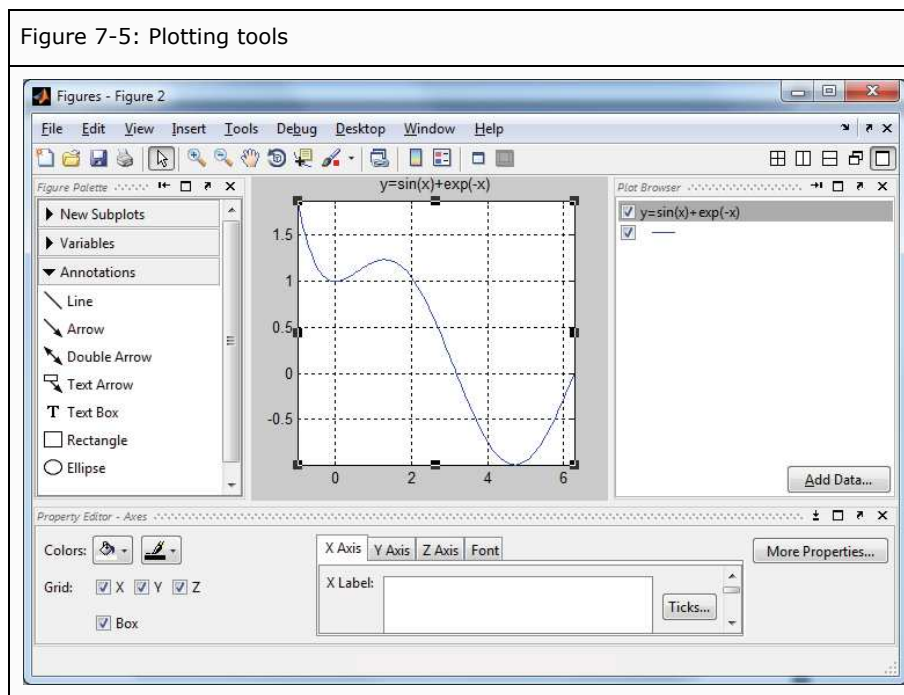 Figure 7-5: Plotting tools
Figures - Figure 2
File Edit View Insert Tools Debug Desktop Window Help
Figure Palette
New Subplots
Variables
Annotations
Line
Arrow
Double Arrow
Text Arrow
T Text Box
Rectangle
Ellipse
y=sin(x)+exp(-x)
1.5
1
0.5
0
-0.5
0 2 4 6
Plot Browser
y=sin(x)+exp(-x)
Add Data...
Property Editor - Axes
Colors:
Grid: X Y Z
Box
X Axis Y Axis Z Axis Font
X Label:
Ticks...
More Properties...